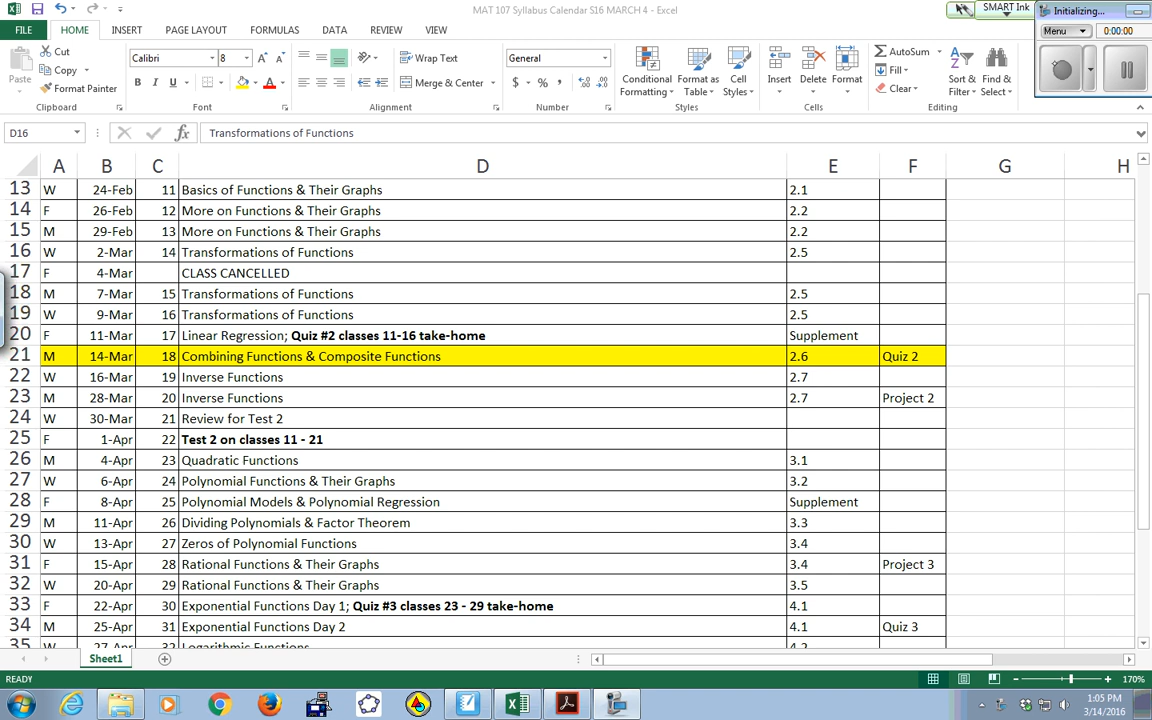 MAT 107 Syllabus Calendar S16 MARCH 4 - Excel
SMART Ink
Initializing...
FILE HOME INSERT PAGE LAYOUT FORMULAS DATA REVIEW VIEW
Menu 0:00:00
Paste Cut Copy Format Painter
Calibri 8
B I U
Wrap Text
Merge & Center
General
$ % ,
Conditional Formatting Format as Table Cell Styles
Insert Delete Format
AutoSum Fill Clear
Sort & Filter Find & Select
Clipboard Font Alignment Number Styles Cells Editing
D16 fx Transformations of Functions
A B C D E F G H
13 W 24-Feb 11 Basics of Functions & Their Graphs 2.1
14 F 26-Feb 12 More on Functions & Their Graphs 2.2
15 M 29-Feb 13 More on Functions & Their Graphs 2.2
16 W 2-Mar 14 Transformations of Functions 2.5
17 F 4-Mar CLASS CANCELLED
18 M 7-Mar 15 Transformations of Functions 2.5
19 W 9-Mar 16 Transformations of Functions 2.5
20 F 11-Mar 17 Linear Regression; Quiz #2 classes 11-16 take-home Supplement
21 M 14-Mar 18 Combining Functions & Composite Functions 2.6 Quiz 2
22 W 16-Mar 19 Inverse Functions 2.7
23 M 28-Mar 20 Inverse Functions 2.7 Project 2
24 W 30-Mar 21 Review for Test 2
25 F 1-Apr 22 Test 2 on classes 11 - 21
26 M 4-Apr 23 Quadratic Functions 3.1
27 W 6-Apr 24 Polynomial Functions & Their Graphs 3.2
28 F 8-Apr 25 Polynomial Models & Polynomial Regression Supplement
29 M 11-Apr 26 Dividing Polynomials & Factor Theorem 3.3
30 W 13-Apr 27 Zeros of Polynomial Functions 3.4
31 F 15-Apr 28 Rational Functions & Their Graphs 3.4 Project 3
32 W 20-Apr 29 Rational Functions & Their Graphs 3.5
33 F 22-Apr 30 Exponential Functions Day 1; Quiz #3 classes 23 - 29 take-home 4.1
34 M 25-Apr 31 Exponential Functions Day 2 4.1 Quiz 3
35 W 27-Apr 32 Logarithmic Functions 4.2
Sheet1
READY 170%
1:05 PM
3/14/2016